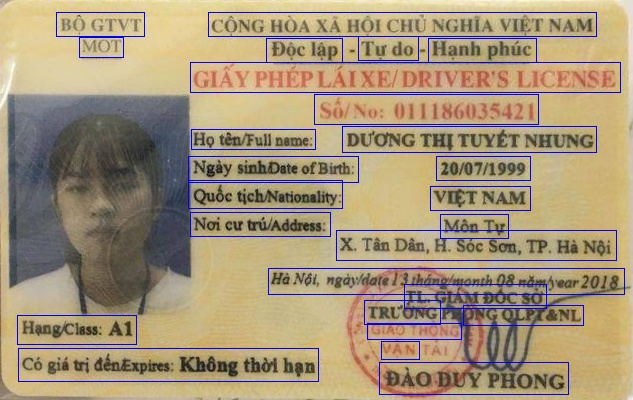 BỘ GTVT
MOT
CỘNG HÒA XÃ HỘI CHỦ NGHĨA VIỆT NAM
Độc lập - Tự do - Hạnh phúc
GIẤY PHÉP LÁI XE/ DRIVER'S LICENSE
Số/ No: 011186035421
Họ tên/Full name: DƯƠNG THỊ TUYẾT NHUNG
Ngày sinh/Date of Birth: 20/07/1999
Quốc tịch/Nationality: VIỆT NAM
Nơi cư trú/Address: Môn Tự
X. Tân Dân, H. Sóc Sơn, TP. Hà Nội
Hà Nội, ngày/date 13 tháng/month 08 năm/year 2018
TL. GIÁM ĐỐC SỞ
TRƯỞNG PHÒNG QLPT&NL
GIAO THÔNG
VẬN TẢI
Hạng/Class: A1
Có giá trị đến/Expires: Không thời hạn
ĐÀO DUY PHONG